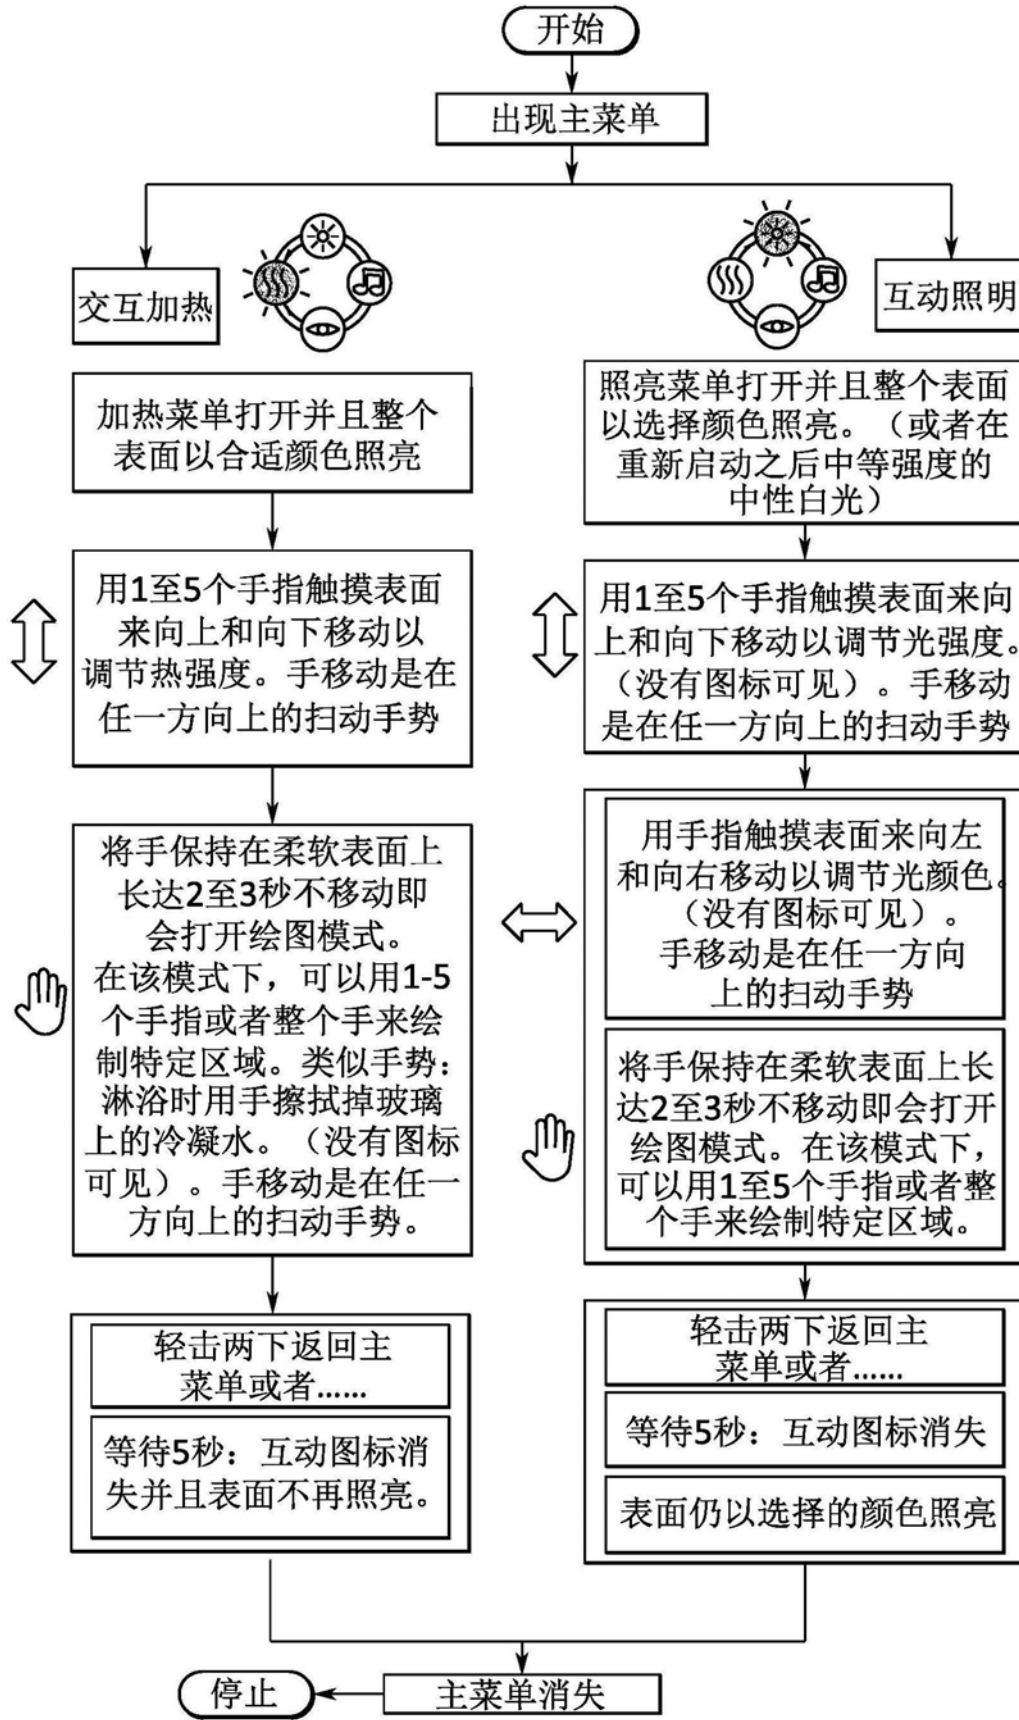 开始
出现主菜单
交互加热
加热菜单打开并且整个
表面以合适颜色照亮
用1至5个手指触摸表面
来向上和向下移动以
调节热强度。手移动是在
任一方向上的扫动手势
将手保持在柔软表面上
长达2至3秒不移动即
会打开绘图模式。
在该模式下，可以用1-5
个手指或者整个手来绘
制特定区域。类似手势：
淋浴时用手擦拭掉玻璃
上的冷凝水。（没有图标
可见）。手移动是在任一
方向上的扫动手势。
轻击两下返回主
菜单或者......
等待5秒：互动图标消
失并且表面不再照亮。
互动照明
照亮菜单打开并且整个表面
以选择颜色照亮。（或者在
重新启动之后中等强度的
中性白光）
用1至5个手指触摸表面来向
上和向下移动以调节光强度。
（没有图标可见）。手移动
是在任一方向上的扫动手势
用手指触摸表面来向左
和向右移动以调节光颜色。
（没有图标可见）。
手移动是在任一方向
上的扫动手势
将手保持在柔软表面上长
达2至3秒不移动即会打开
绘图模式。在该模式下，
可以用1至5个手指或者整
个手来绘制特定区域。
轻击两下返回主
菜单或者......
等待5秒：互动图标消失
表面仍以选择的颜色照亮
主菜单消失
停止